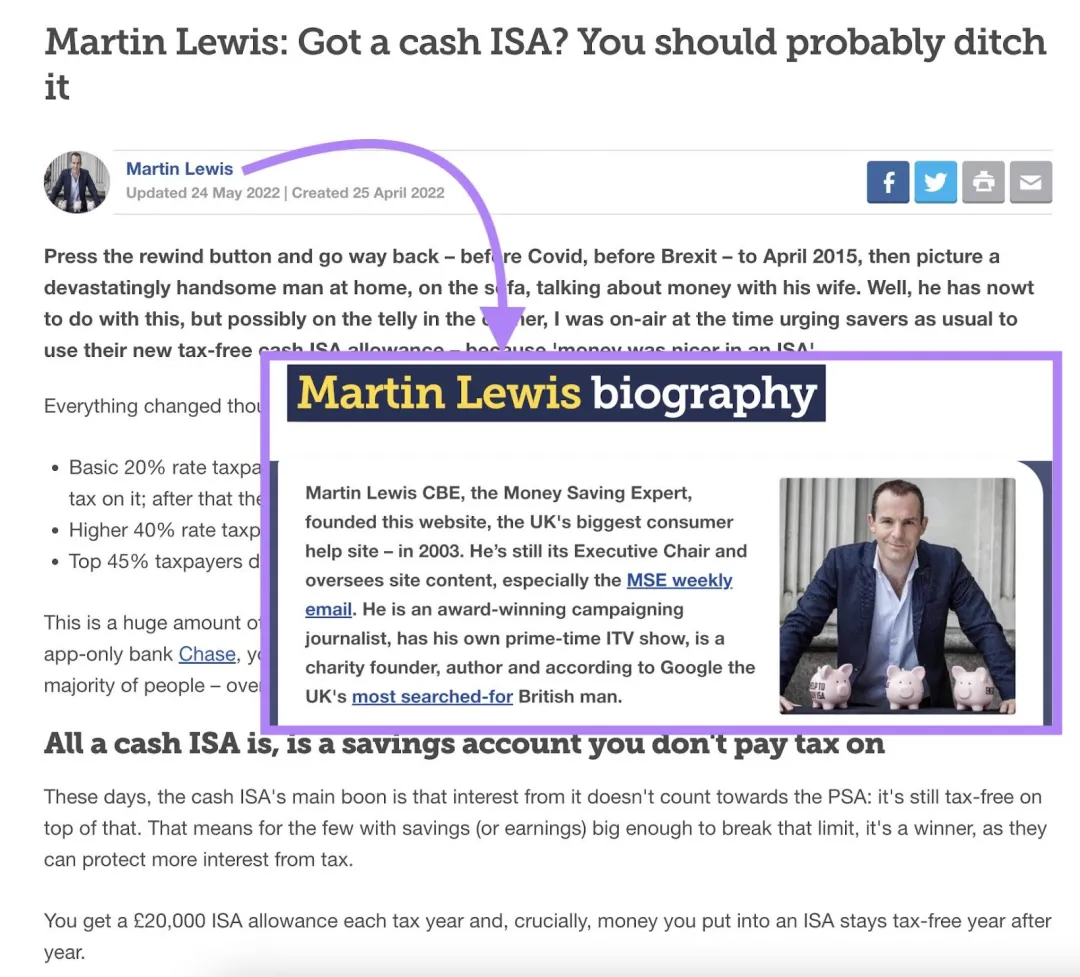 Martin Lewis: Got a cash ISA? You should probably ditch
it
Martin Lewis
Updated 24 May 2022 | Created 25 April 2022
Press the rewind button and go way back – before Covid, before Brexit – to April 2015, then picture a
devastatingly handsome man at home, on the sofa, talking about money with his wife. Well, he has nowt
to do with this, but possibly on the telly in the corner, I was on-air at the time urging savers as usual to
use their new tax-free cash ISA allowance – because 'money was nicer in an ISA'
Everything changed
• Basic 20% rate
tax on it; after that
• Higher 40% rate
• Top 45% taxpayers
This is a huge amount
app-only bank Chase,
majority of people –
Martin Lewis biography
Martin Lewis CBE, the Money Saving Expert,
founded this website, the UK's biggest consumer
help site – in 2003. He's still its Executive Chair and
oversees site content, especially the MSE weekly
email. He is an award-winning campaigning
journalist, has his own prime-time ITV show, is a
charity founder, author and according to Google the
UK's most searched-for British man.
All a cash ISA is, is a savings account you don't pay tax on
These days, the cash ISA's main boon is that interest from it doesn't count towards the PSA: it's still tax-free on
top of that. That means for the few with savings (or earnings) big enough to break that limit, it's a winner, as they
can protect more interest from tax.
You get a £20,000 ISA allowance each tax year and, crucially, money you put into an ISA stays tax-free year after
year.